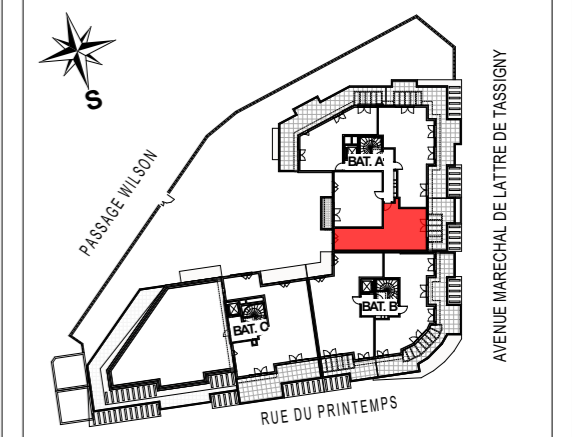 S
PASSAGE WILSON
AVENUE MARECHAL DE LATTRE DE TASSIGNY
BAT. A
BAT. B
BAT. C
RUE DU PRINTEMPS